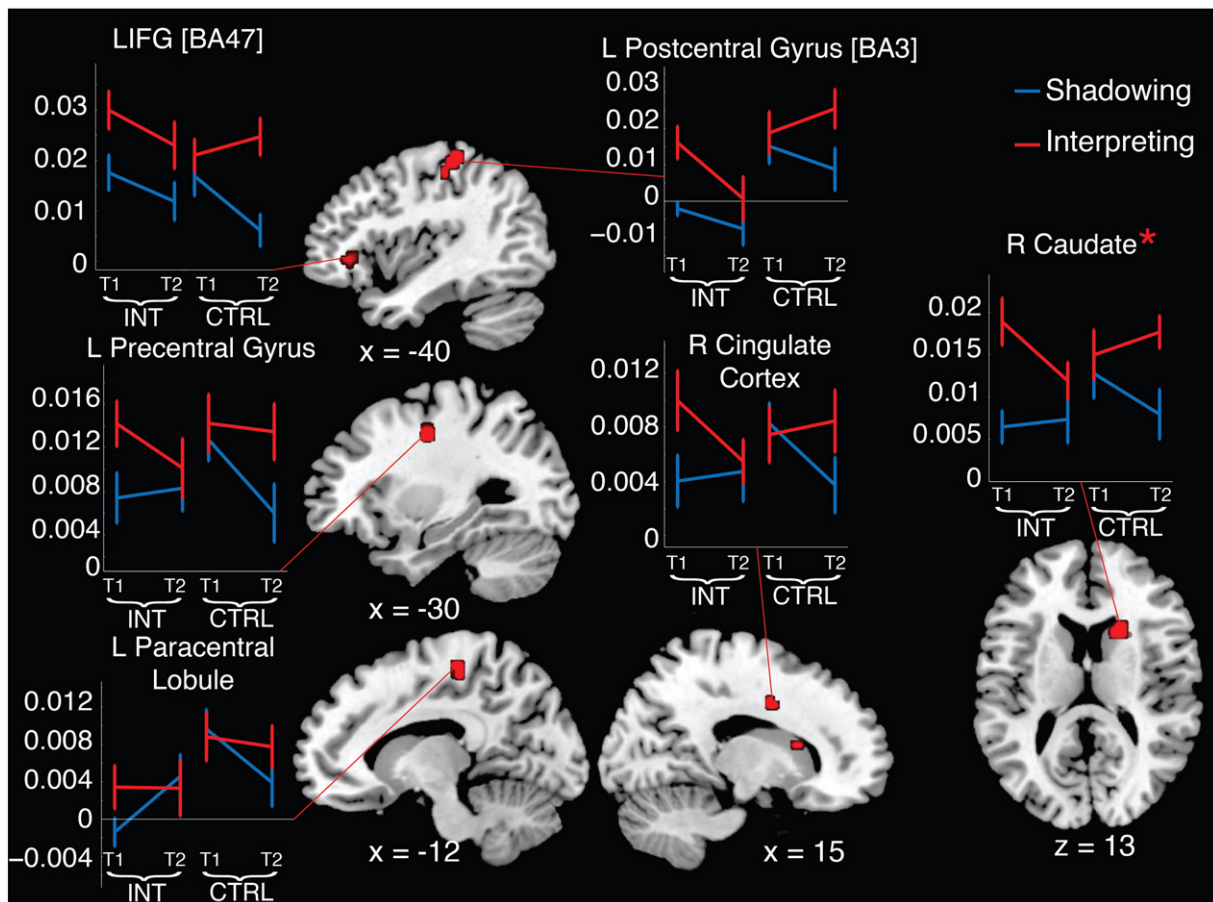 LIFG [BA47]
0.03
0.02
0.01
0
T1 T2 T1 T2
INT CTRL
x = -40
L Postcentral Gyrus [BA3]
0.03
0.02
0.01
0
−0.01
T1 T2 T1 T2
INT CTRL
Shadowing
Interpreting
L Precentral Gyrus
0.016
0.012
0.008
0.004
0
T1 T2 T1 T2
INT CTRL
x = -30
R Cingulate
Cortex
0.012
0.008
0.004
0
T1 T2 T1 T2
INT CTRL
R Caudate*
0.02
0.015
0.01
0.005
0
T1 T2 T1 T2
INT CTRL
L Paracentral
Lobule
0.012
0.008
0.004
0
−0.004
T1 T2 T1 T2
INT CTRL
x = -12
x = 15
z = 13